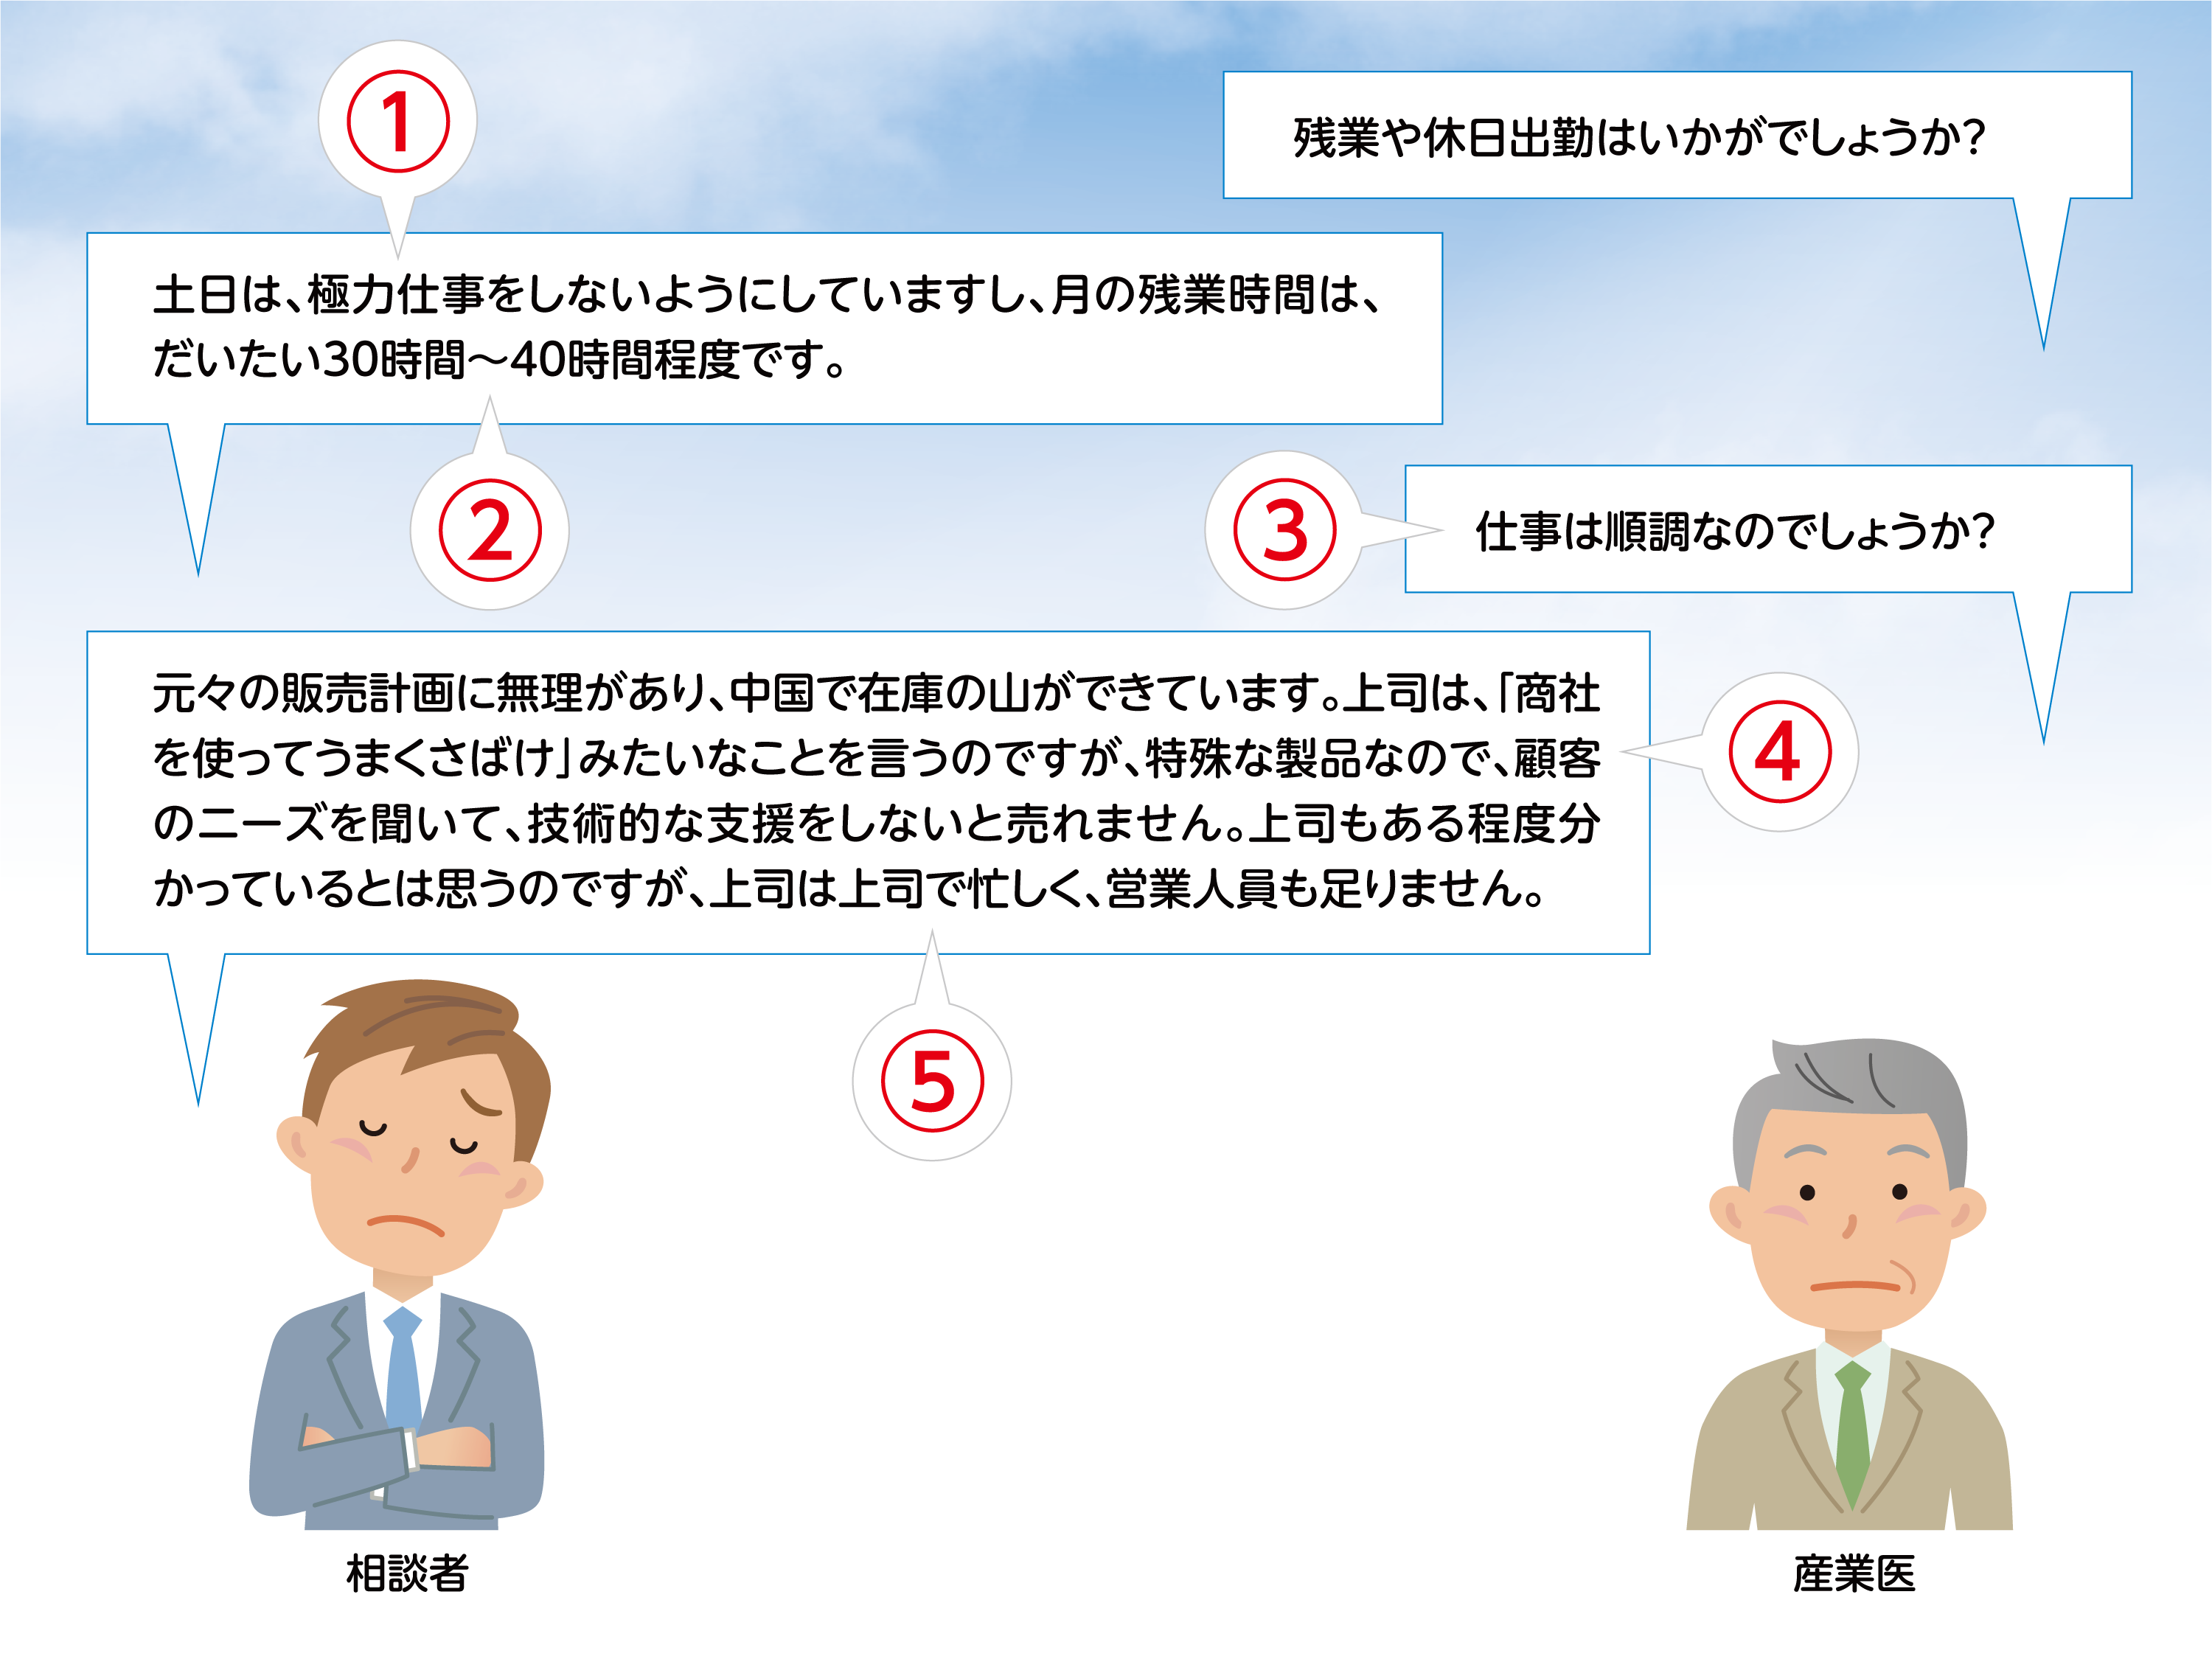 ①
残業や休日出勤はいかがでしょうか？
土日は、極力仕事をしないようにしていますし、月の残業時間は、
だいたい30時間～40時間程度です。
②
③
仕事は順調なのでしょうか？
元々の販売計画に無理があり、中国で在庫の山ができています。上司は、「商社
を使ってうまくさばけ」みたいなことを言うのですが、特殊な製品なので、顧客
のニーズを聞いて、技術的な支援をしないと売れません。上司もある程度分
かっているとは思うのですが、上司は上司で忙しく、営業人員も足りません。
④
⑤
相談者
産業医